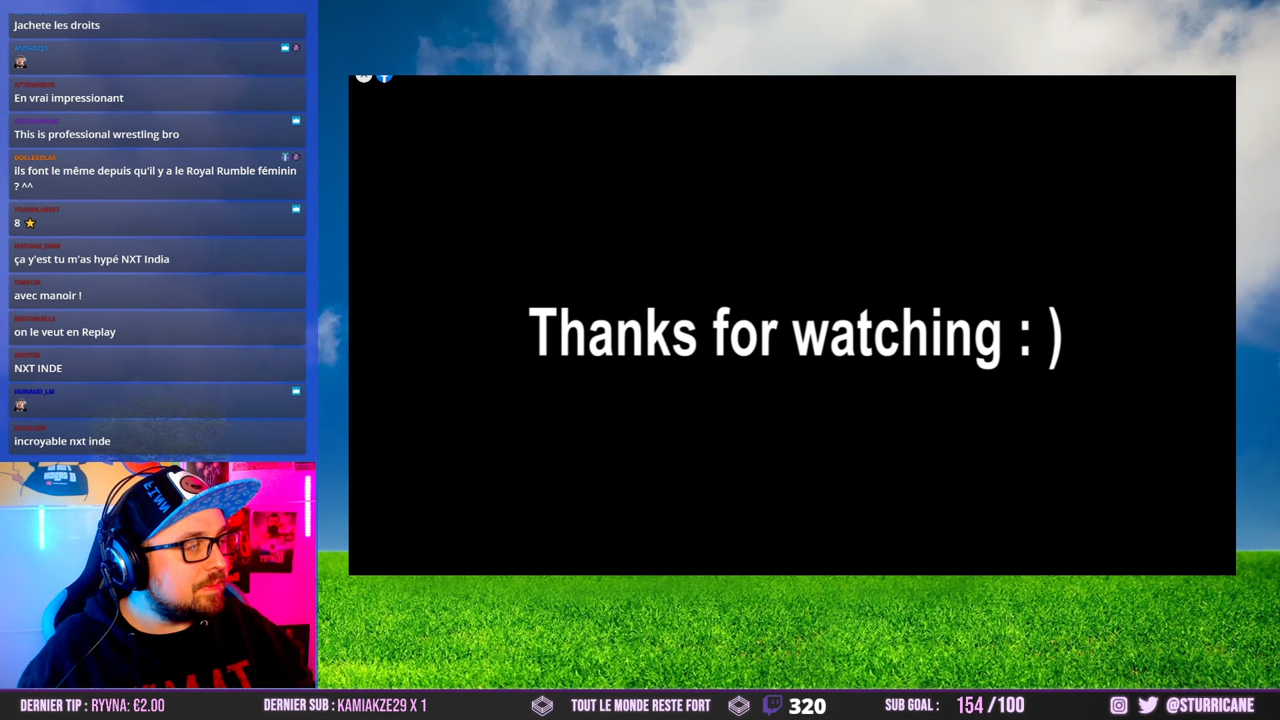 Jachete les droits
En vrai impressionant
This is professional wrestling bro
DOCLEGOLAS
ils font le même depuis qu'il y a le Royal Rumble féminin
? ^^
8
ça y'est tu m'as hypé NXT India
avec manoir !
on le veut en Replay
NXT INDE
HUNAUD_LM
incroyable nxt inde
Thanks for watching : )
DERNIER TIP : RYVNA: €2.00
DERNIER SUB : KAMIAKZE29 X 1
TOUT LE MONDE RESTE FORT
320
SUB GOAL : 154 /100
@STURRICANE